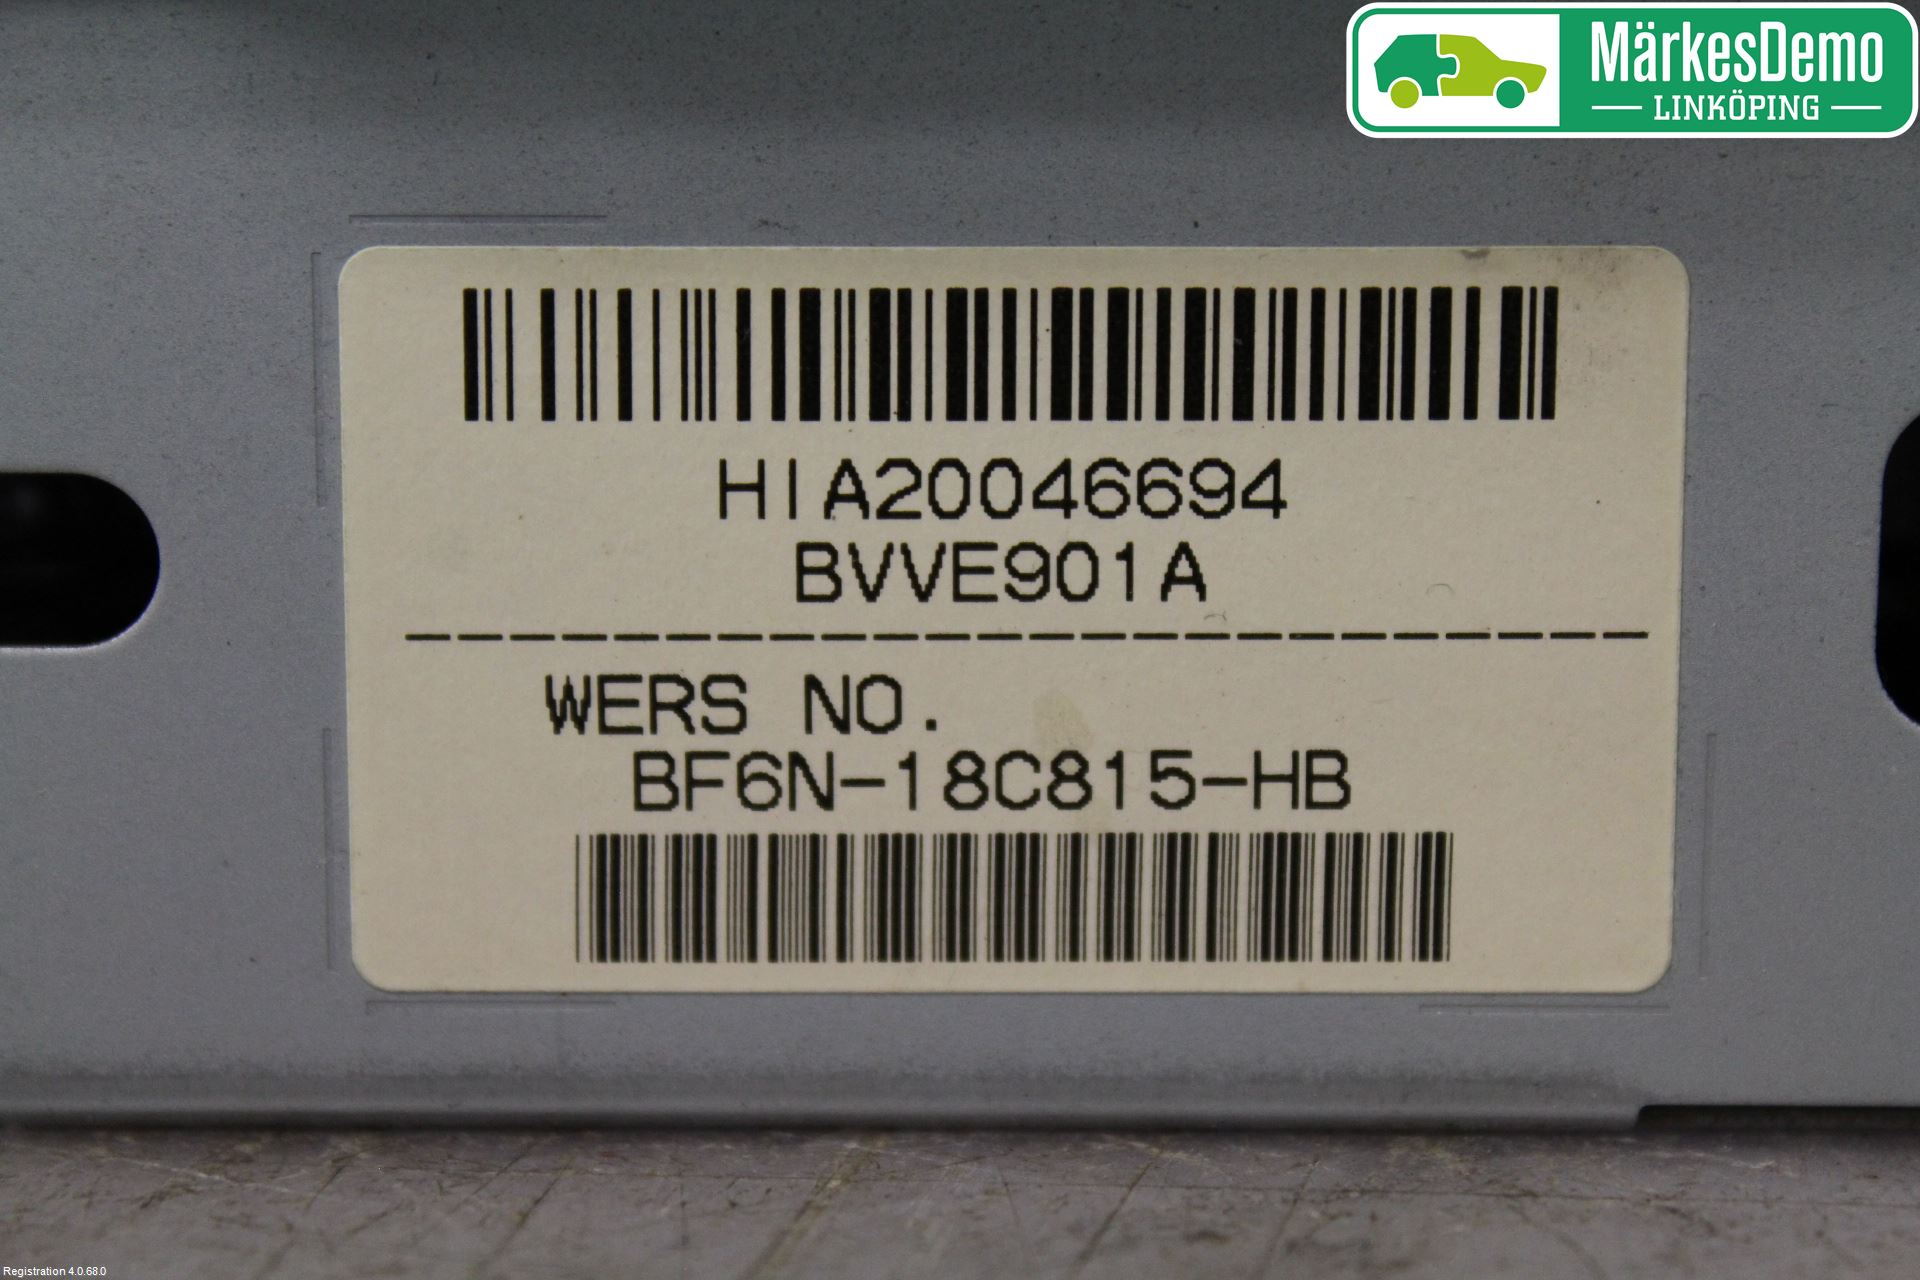 MärkesDemo
LINKÖPING
HIA20046694
BVVE901A
WERS NO.
BF6N-18C815-HB
Registration 4.0.68.0